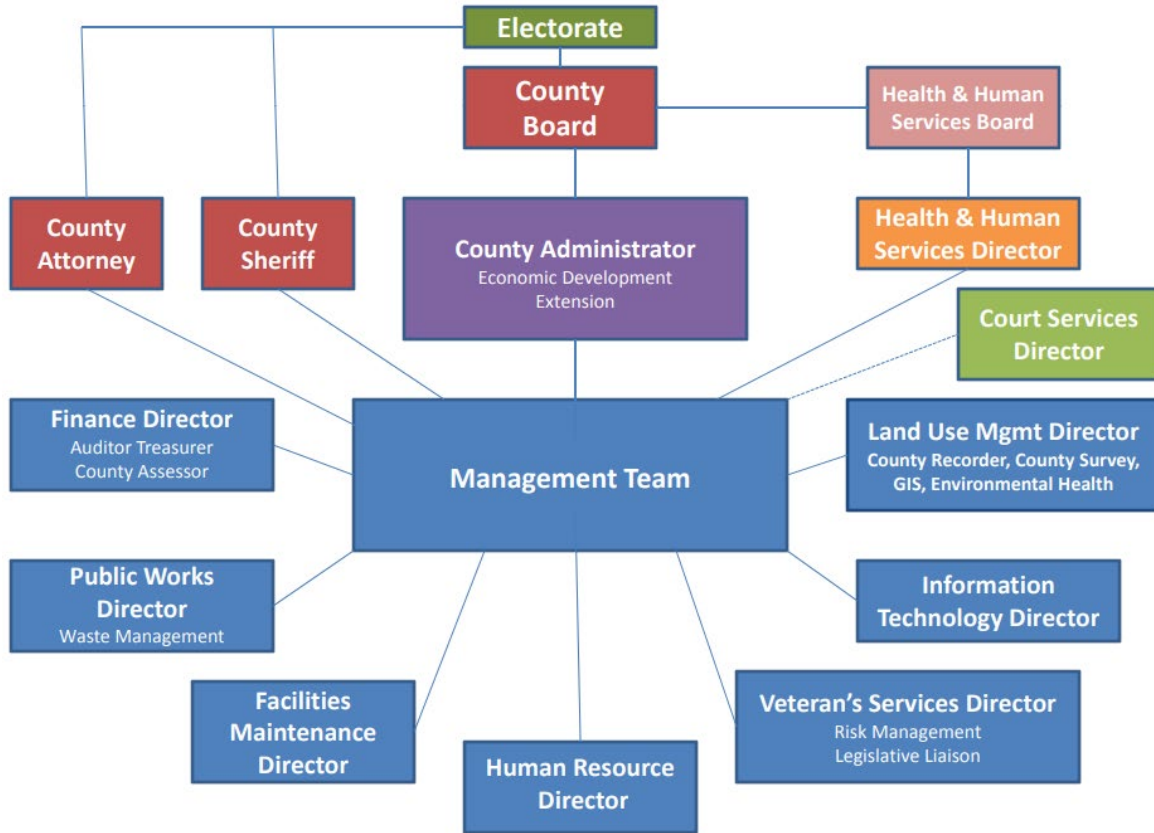 Electorate
County
Board
Health & Human
Services Board
County
Attorney
County
Sheriff
County Administrator
Economic Development
Extension
Health & Human
Services Director
Court Services
Director
Finance Director
Auditor Treasurer
County Assessor
Management Team
Land Use Mgmt Director
County Recorder, County Survey,
GIS, Environmental Health
Public Works
Director
Waste Management
Information
Technology Director
Facilities
Maintenance
Director
Human Resource
Director
Veteran's Services Director
Risk Management
Legislative Liaison